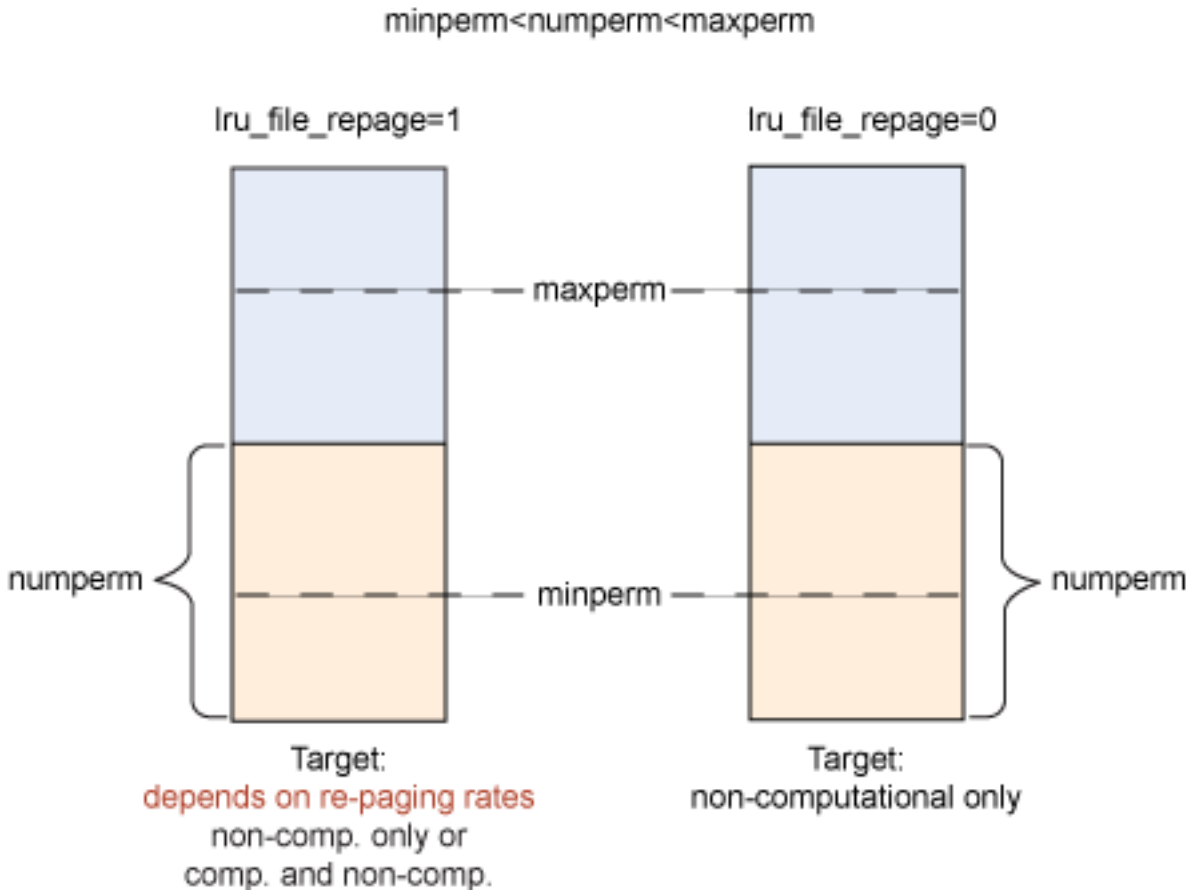 minperm<numperm<maxperm
lru_file_repage=1
lru_file_repage=0
maxperm
numperm
minperm
numperm
Target:
depends on re-paging rates
non-comp. only or
comp. and non-comp.
Target:
non-computational only